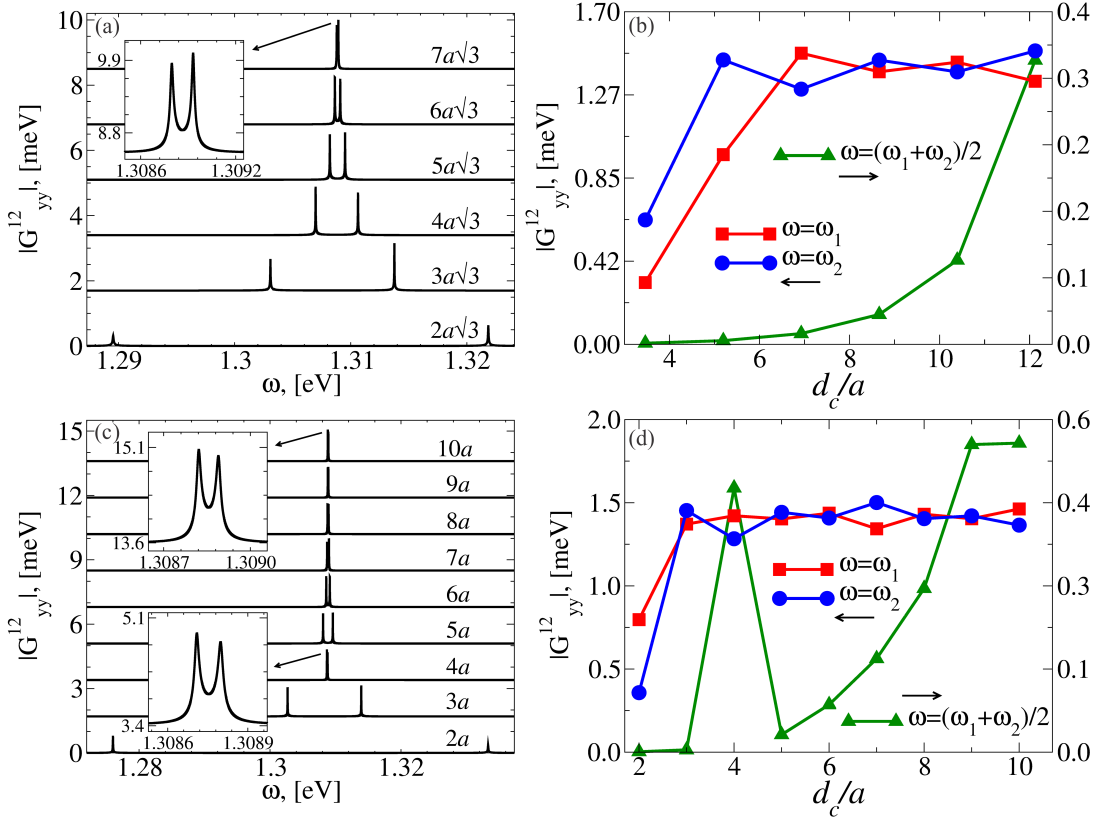 (a)
|G¹²yy|, [meV]
10
8
6
4
2
0
9.9
8.8
1.3086 1.3092
7a√3
6a√3
5a√3
4a√3
3a√3
2a√3
1.29 1.3 1.31 1.32
ω, [eV]
(b)
|G¹²yy|, [meV]
1.70
1.27
0.85
0.42
0.00
0.4
0.3
0.2
0.1
0.0
ω=(ω₁+ω₂)/2
ω=ω₁
ω=ω₂
4 6 8 10 12
d_c/a
(c)
|G¹²yy|, [meV]
15
12
9
6
3
0
15.1
13.6
1.3087 1.3090
5.1
3.4
1.3086 1.3089
10a
9a
8a
7a
6a
5a
4a
3a
2a
1.28 1.3 1.32
ω, [eV]
(d)
|G¹²yy|, [meV]
2.0
1.5
1.0
0.5
0.0
0.6
0.4
0.3
0.1
0.0
ω=ω₁
ω=ω₂
ω=(ω₁+ω₂)/2
2 4 6 8 10
d_c/a